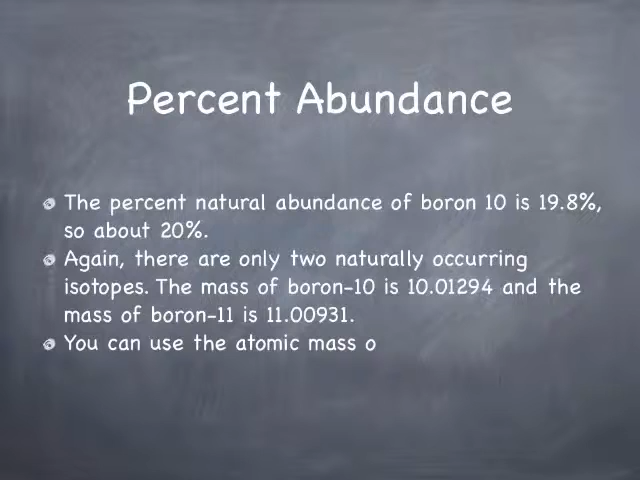 Percent Abundance
The percent natural abundance of boron 10 is 19.8%,
so about 20%.
Again, there are only two naturally occurring
isotopes. The mass of boron-10 is 10.01294 and the
mass of boron-11 is 11.00931.
You can use the atomic mass o